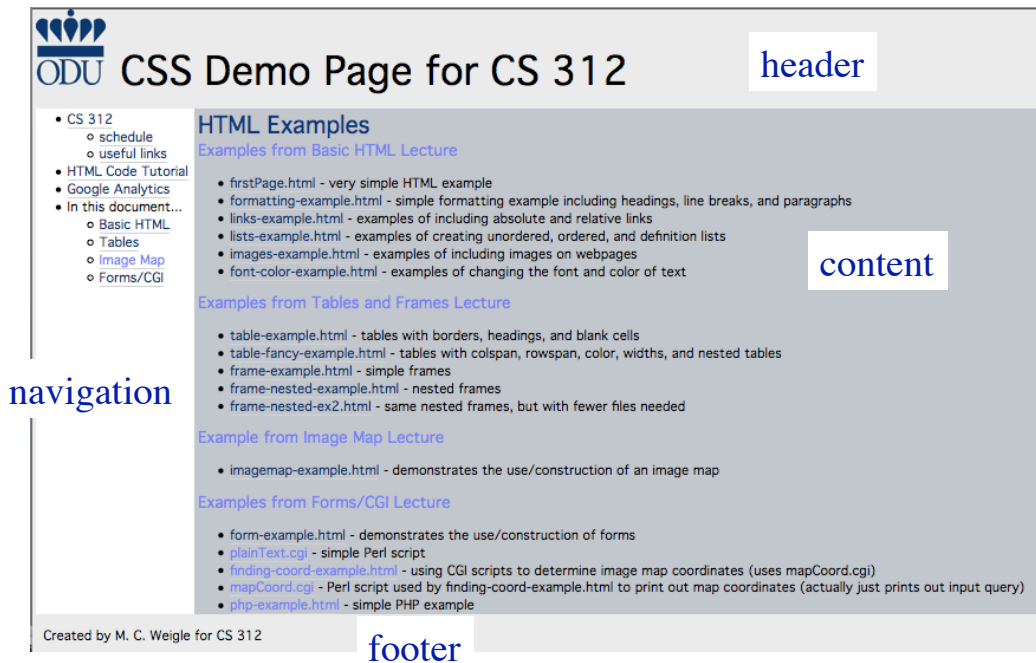 ODU
CSS Demo Page for CS 312
header
• CS 312
○ schedule
○ useful links
• HTML Code Tutorial
• Google Analytics
• In this document...
○ Basic HTML
○ Tables
○ Image Map
○ Forms/CGI
navigation
HTML Examples
Examples from Basic HTML Lecture
• firstPage.html - very simple HTML example
• formatting-example.html - simple formatting example including headings, line breaks, and paragraphs
• links-example.html - examples of including absolute and relative links
• lists-example.html - examples of creating unordered, ordered, and definition lists
• images-example.html - examples of including images on webpages
• font-color-example.html - examples of changing the font and color of text
content
Examples from Tables and Frames Lecture
• table-example.html - tables with borders, headings, and blank cells
• table-fancy-example.html - tables with colspan, rowspan, color, widths, and nested tables
• frame-example.html - simple frames
• frame-nested-example.html - nested frames
• frame-nested-ex2.html - same nested frames, but with fewer files needed
Example from Image Map Lecture
• imagemap-example.html - demonstrates the use/construction of an image map
Examples from Forms/CGI Lecture
• form-example.html - demonstrates the use/construction of forms
• plainText.cgi - simple Perl script
• finding-coord-example.html - using CGI scripts to determine image map coordinates (uses mapCoord.cgi)
• mapCoord.cgi - Perl script used by finding-coord-example.html to print out map coordinates (actually just prints out input query)
• php-example.html - simple PHP example
Created by M. C. Weigle for CS 312
footer